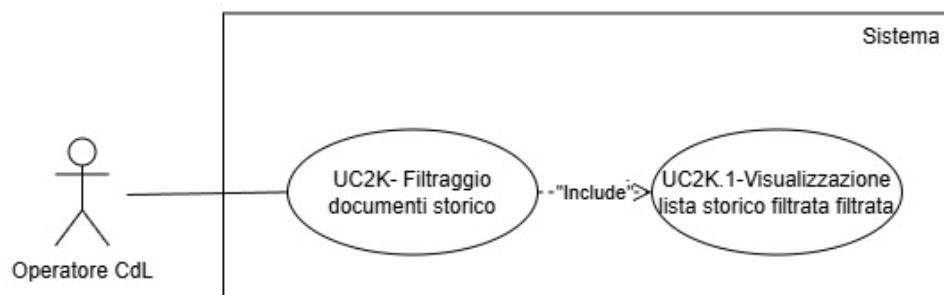 Sistema
UC2K- Filtraggio
documenti storico
"Include"
UC2K.1-Visualizzazione
lista storico filtrata filtrata
Operatore CdL